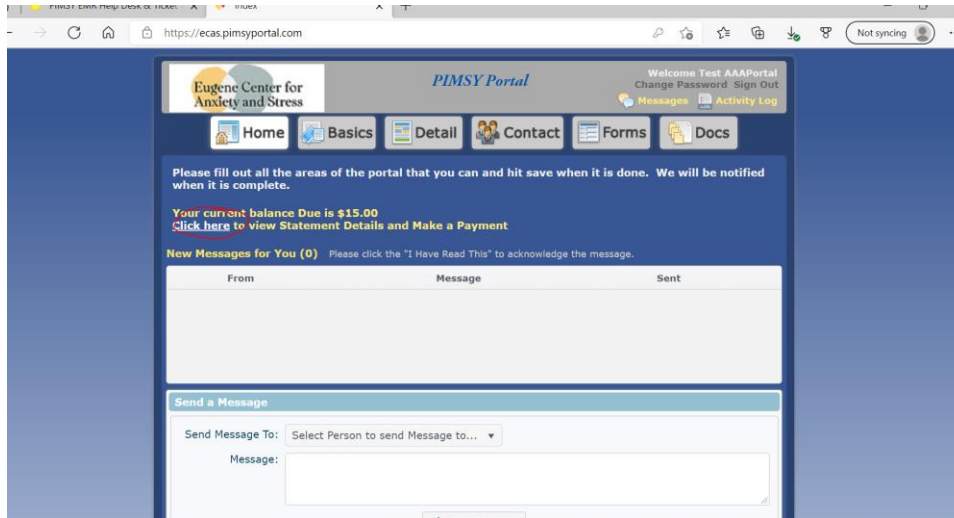 PIMSY EMR Help Desk & Ticket
Index
https://ecas.pimsyportal.com
Not syncing
Eugene Center for
Anxiety and Stress
PIMSY Portal
Welcome Test AAAPortal
Change Password Sign Out
Messages Activity Log
Home Basics Detail Contact Forms Docs
Please fill out all the areas of the portal that you can and hit save when it is done. We will be notified
when it is complete.
Your current balance Due is $15.00
Click here to view Statement Details and Make a Payment
New Messages for You (0) Please click the "I Have Read This" to acknowledge the message.
From Message Sent
Send a Message
Send Message To: Select Person to send Message to...
Message: